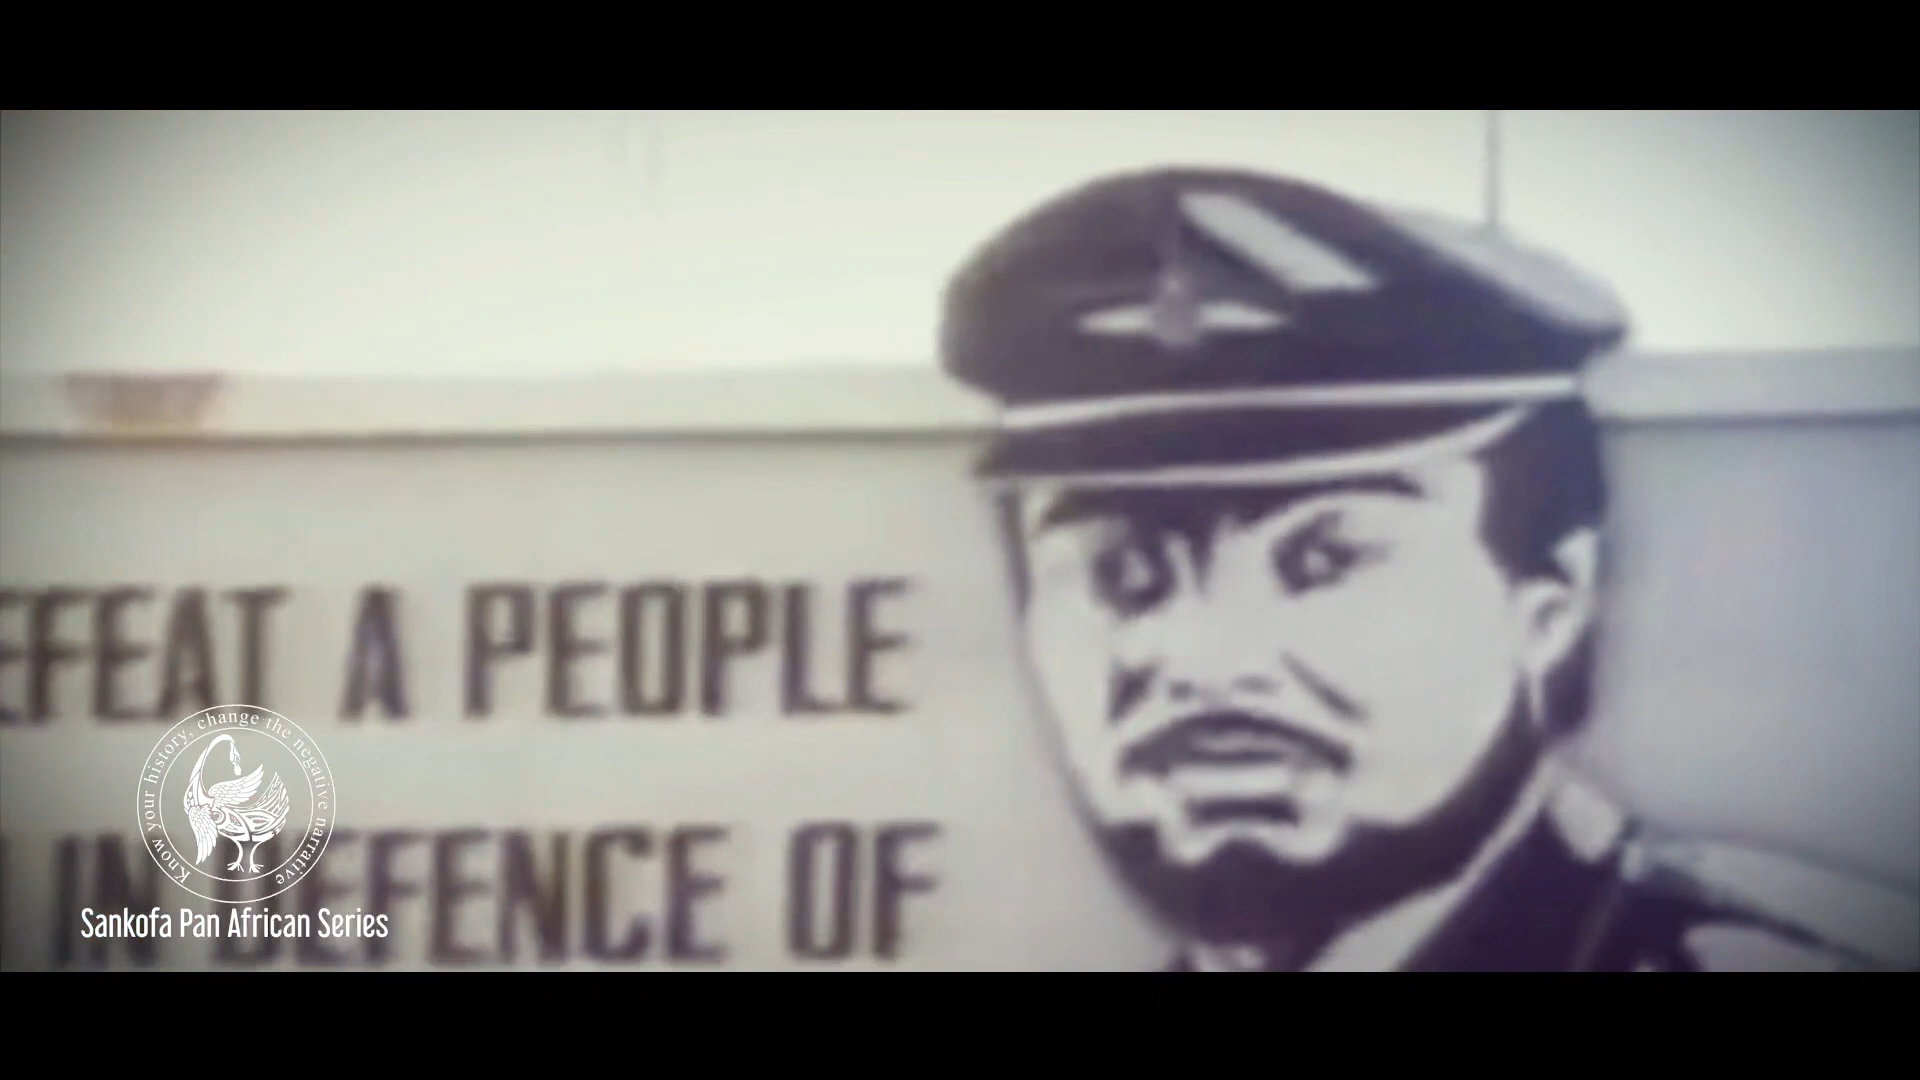 EFEAT A PEOPLE
IN DEFENCE OF
Know your history, change the negative narrative
Sankofa Pan African Series